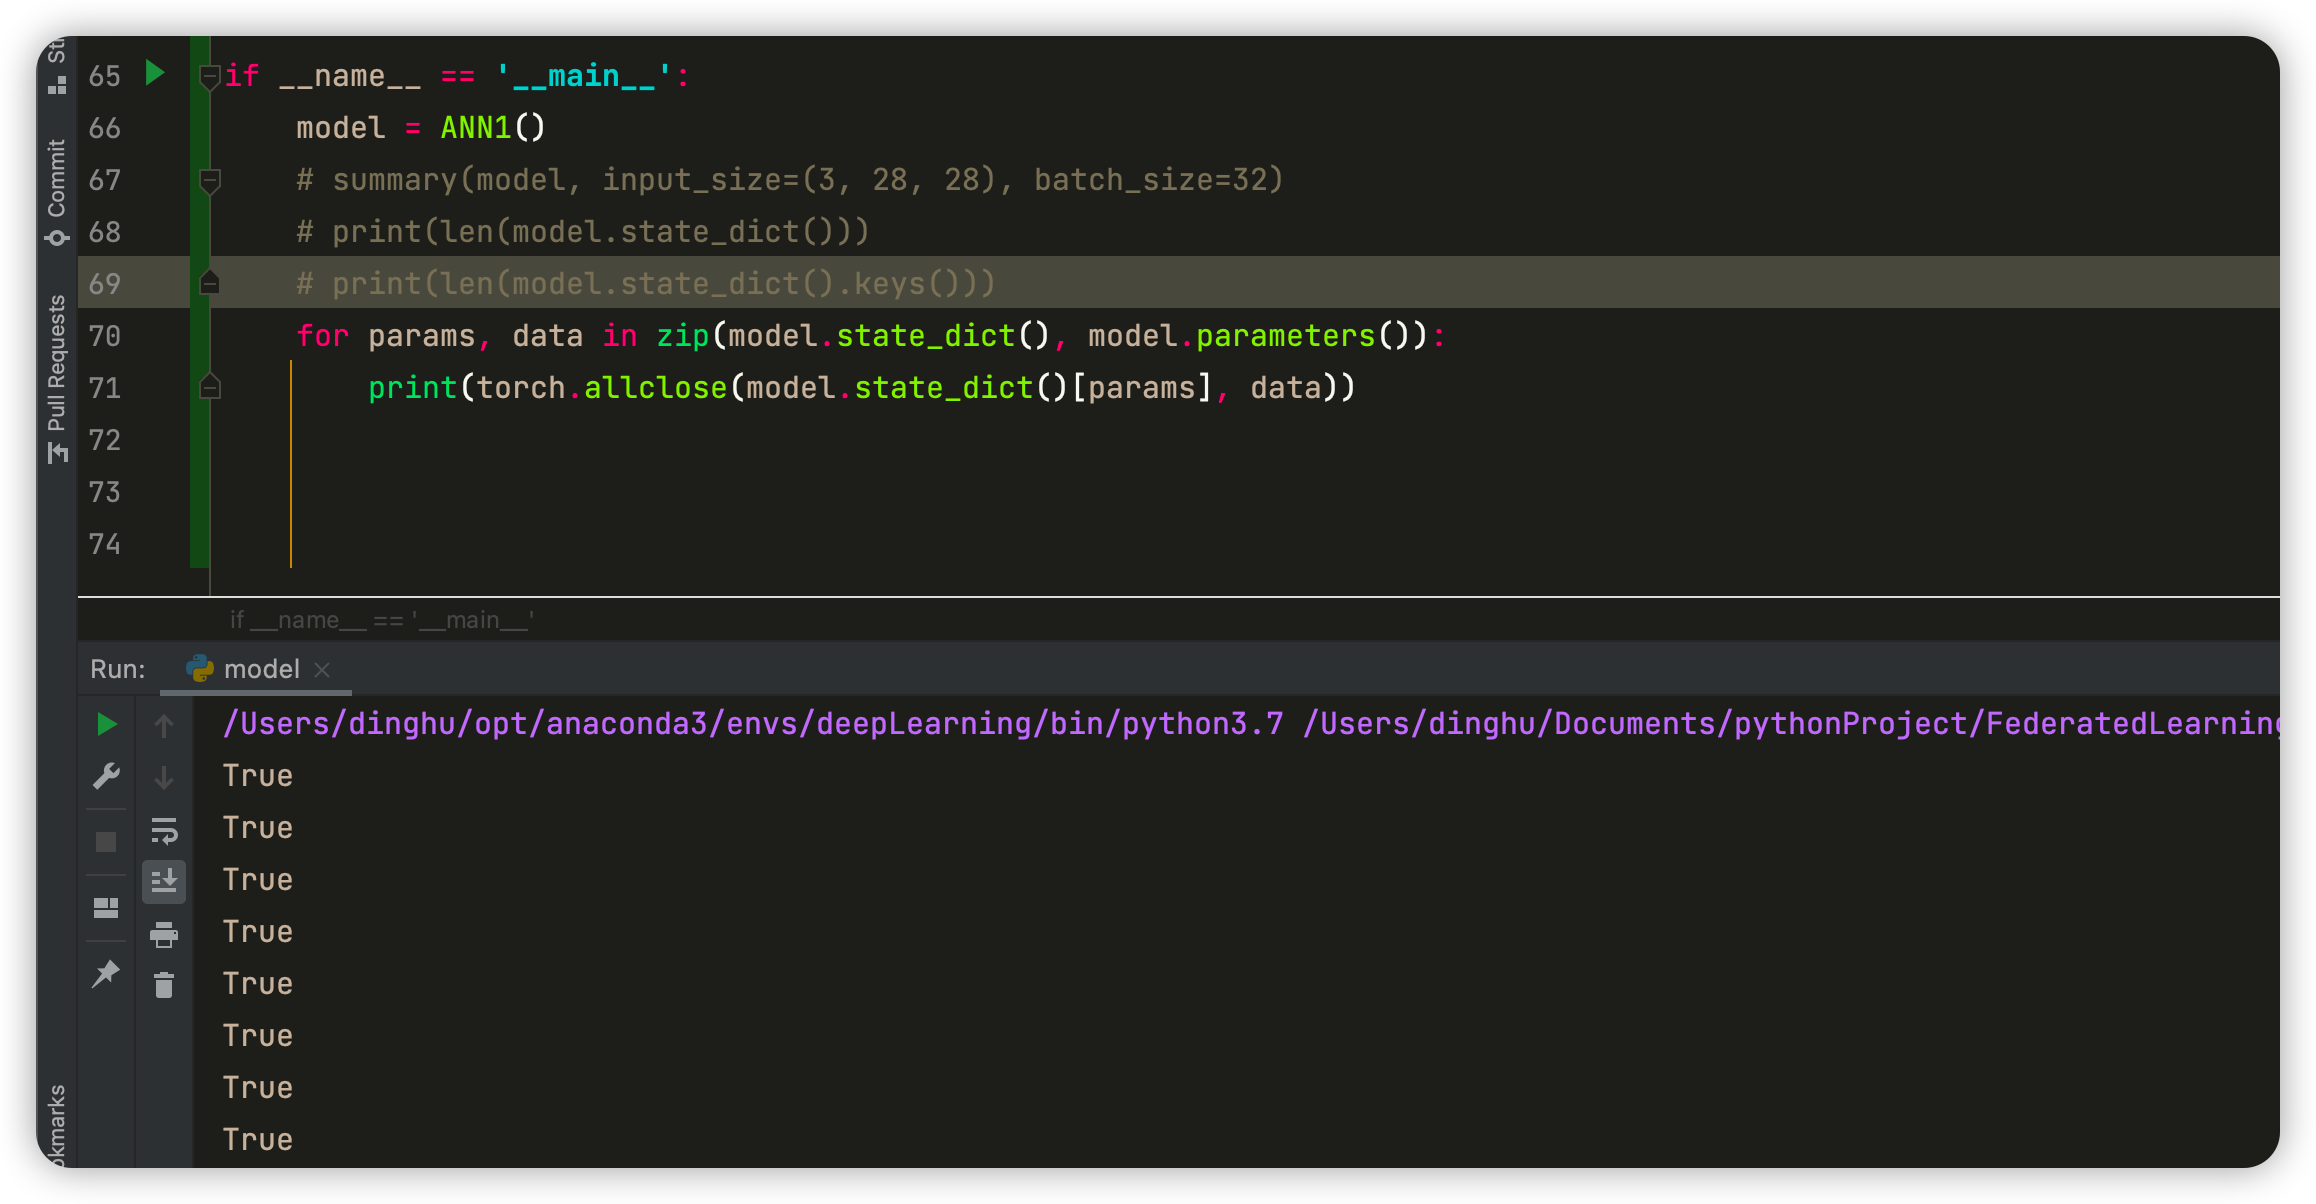 65 if __name__ == '__main__':
66     model = ANN1()
67     # summary(model, input_size=(3, 28, 28), batch_size=32)
68     # print(len(model.state_dict()))
69     # print(len(model.state_dict().keys()))
70     for params, data in zip(model.state_dict(), model.parameters()):
71         print(torch.allclose(model.state_dict()[params], data))
72
73
74
Commit
Pull Requests
if __name__ == '__main__'
Run: model
/Users/dinghu/opt/anaconda3/envs/deepLearning/bin/python3.7 /Users/dinghu/Documents/pythonProject/FederatedLearning
True
True
True
True
True
True
True
True